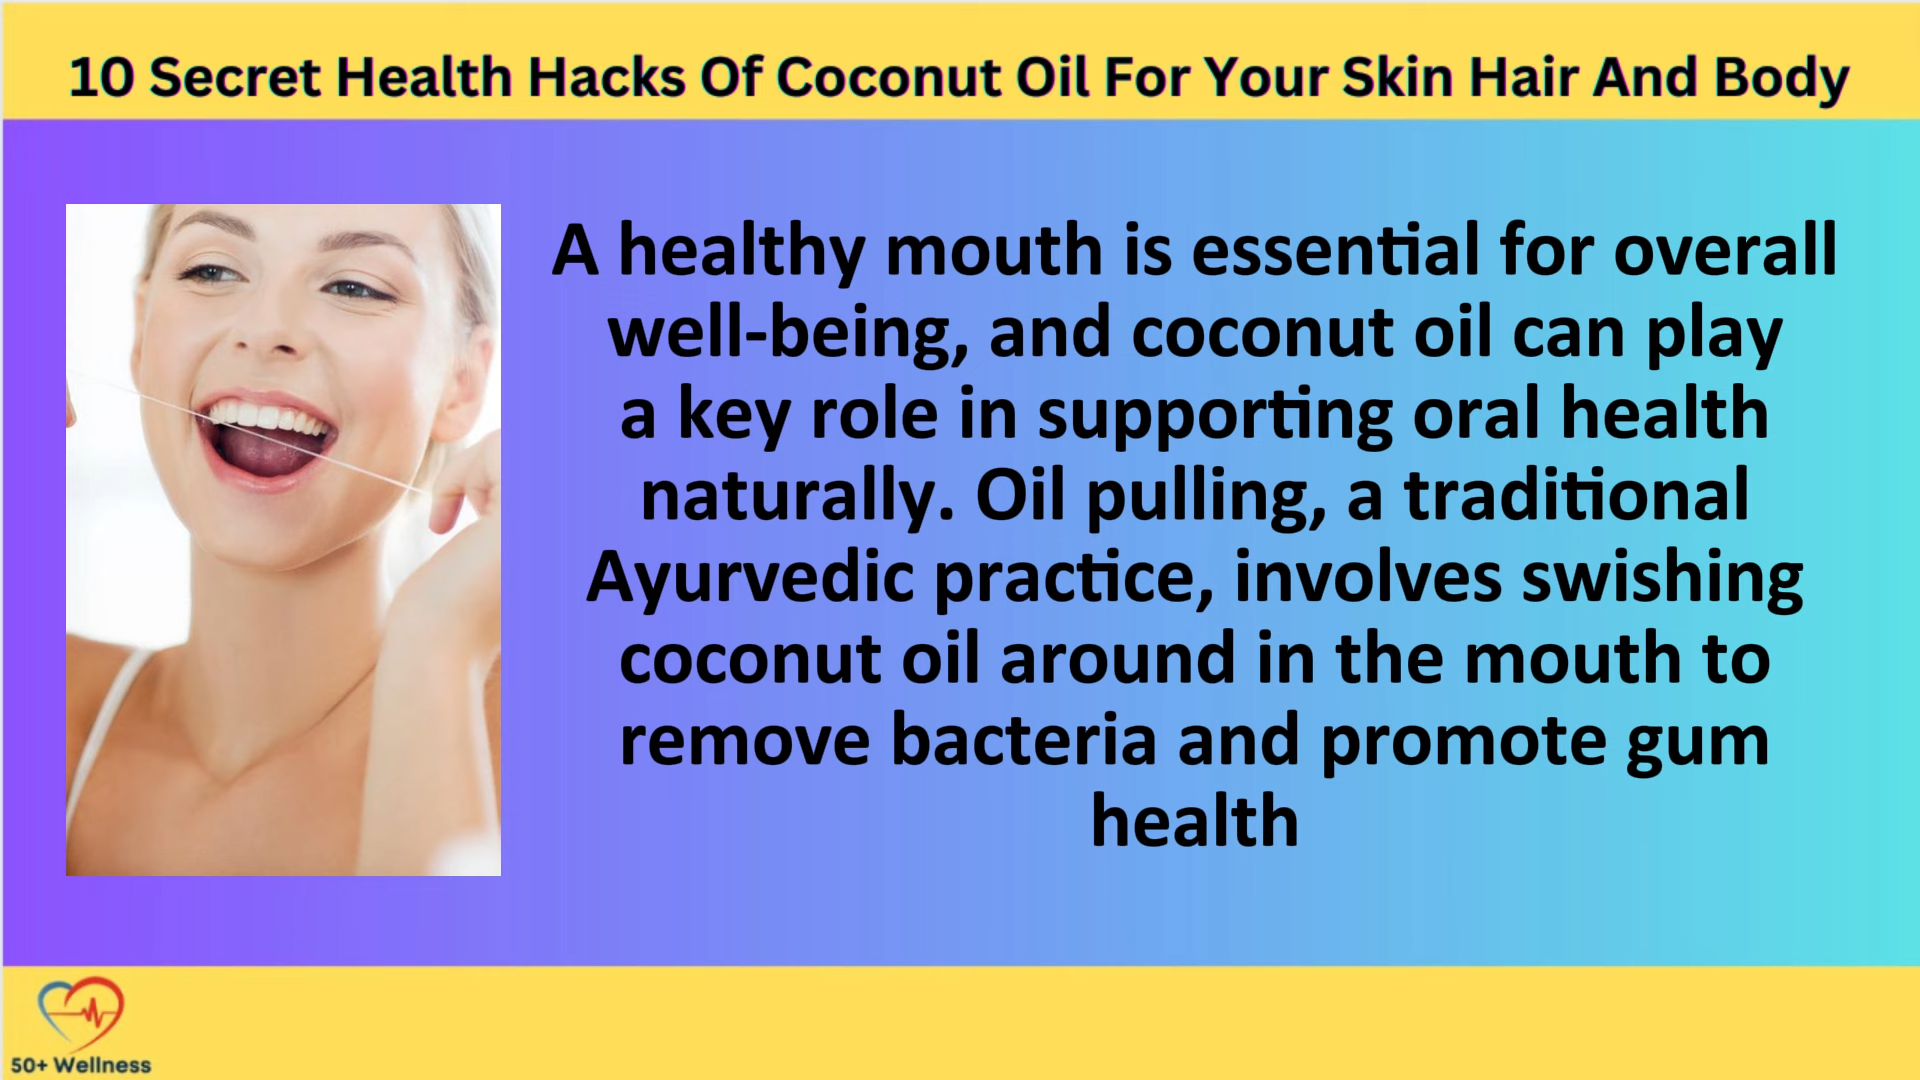 10 Secret Health Hacks Of Coconut Oil For Your Skin Hair And Body
A healthy mouth is essential for overall
well-being, and coconut oil can play
a key role in supporting oral health
naturally. Oil pulling, a traditional
Ayurvedic practice, involves swishing
coconut oil around in the mouth to
remove bacteria and promote gum
health
50+ Wellness